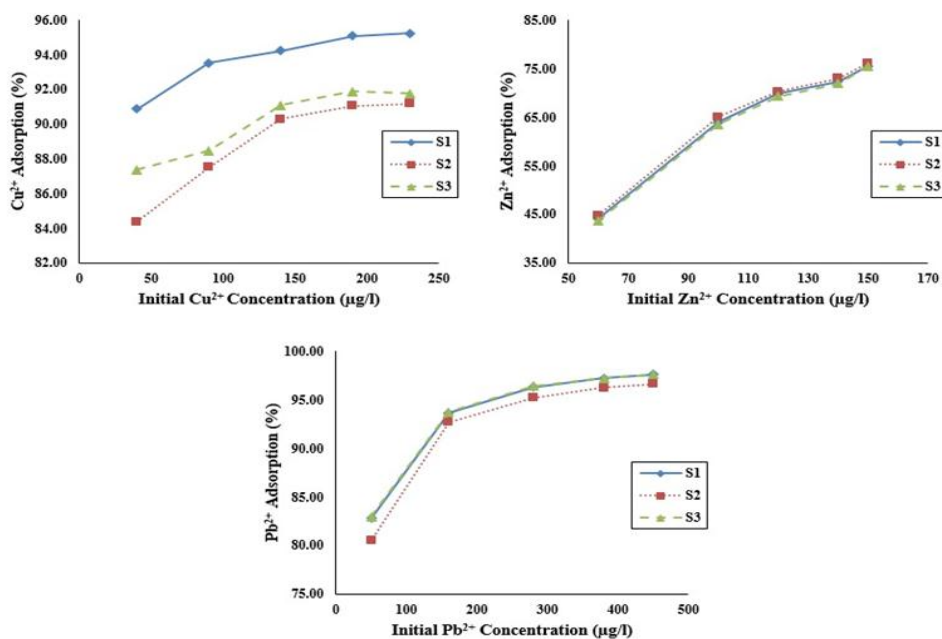 96.00
94.00
92.00
90.00
88.00
86.00
84.00
82.00
Cu²⁺ Adsorption (%)
0 50 100 150 200 250
Initial Cu²⁺ Concentration (µg/l)
S1
S2
S3
85.00
75.00
65.00
55.00
45.00
35.00
Zn²⁺ Adsorption (%)
50 70 90 110 130 150 170
Initial Zn²⁺ Concentration (µg/l)
S1
S2
S3
100.00
95.00
90.00
85.00
80.00
75.00
Pb²⁺ Adsorption (%)
0 100 200 300 400 500
Initial Pb²⁺ Concentration (µg/l)
S1
S2
S3